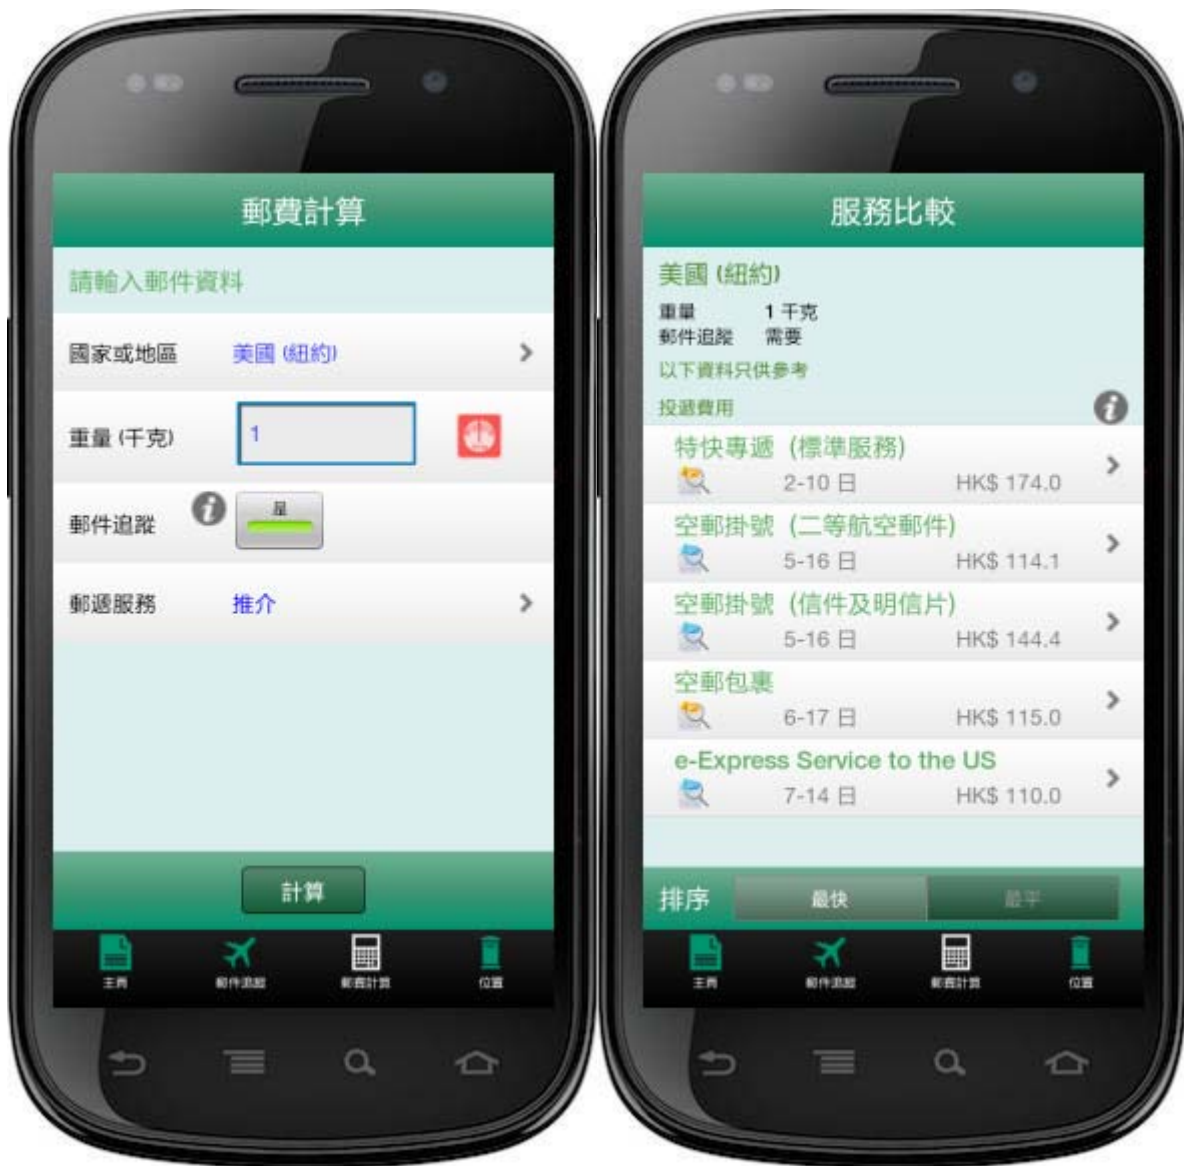 郵費計算
請輸入郵件資料
國家或地區 美國 (紐約)
重量 (千克) 1
郵件追蹤 是
郵遞服務 推介
計算
主頁 郵件追蹤 郵費計算 位置
服務比較
美國 (紐約)
重量 1 千克
郵件追蹤 需要
以下資料只供參考
投遞費用
特快專遞 (標準服務)
2-10 日 HK$ 174.0
空郵掛號 (二等航空郵件)
5-16 日 HK$ 114.1
空郵掛號 (信件及明信片)
5-16 日 HK$ 144.4
空郵包裹
6-17 日 HK$ 115.0
e-Express Service to the US
7-14 日 HK$ 110.0
排序 最快 最平
主頁 郵件追蹤 郵費計算 位置